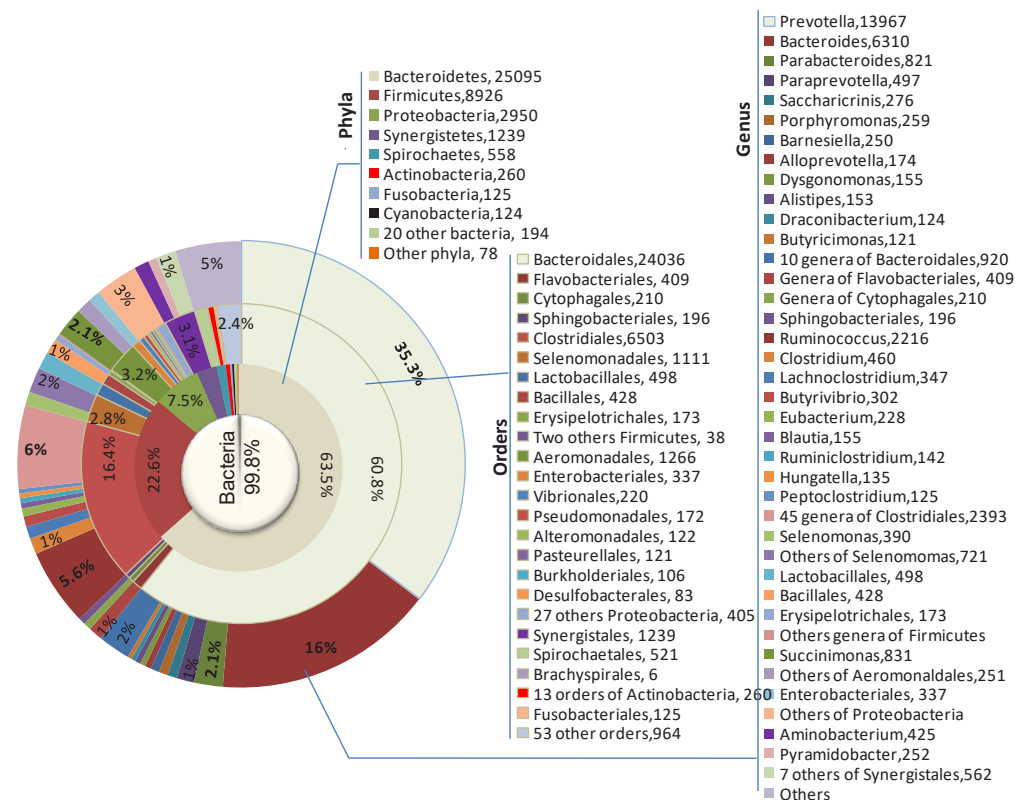 Phyla
Bacteroidetes, 25095
Firmicutes,8926
Proteobacteria,2950
Synergistetes,1239
Spirochaetes, 558
Actinobacteria,260
Fusobacteria,125
Cyanobacteria,124
20 other bacteria, 194
Other phyla, 78
Orders
Bacteroidales,24036
Flavobacteriales, 409
Cytophagales,210
Sphingobacteriales, 196
Clostridiales,6503
Selenomonadales, 1111
Lactobacillales, 498
Bacillales, 428
Erysipelotrichales, 173
Two others Firmicutes, 38
Aeromonadales, 1266
Enterobacteriales, 337
Vibrionales,220
Pseudomonadales, 172
Alteromonadales, 122
Pasteurellales, 121
Burkholderiales, 106
Desulfobacterales, 83
27 others Proteobacteria, 405
Synergistales, 1239
Spirochaetales, 521
Brachyspirales, 6
13 orders of Actinobacteria, 260
Fusobacteriales,125
53 other orders,964
Genus
Prevotella,13967
Bacteroides,6310
Parabacteroides,821
Paraprevotella,497
Saccharicrinis,276
Porphyromonas,259
Barnesiella,250
Alloprevotella,174
Dysgonomonas,155
Alistipes,153
Draconibacterium,124
Butyricimonas,121
10 genera of Bacteroidales,920
Genera of Flavobacteriales, 409
Genera of Cytophagales,210
Sphingobacteriales, 196
Ruminococcus,2216
Clostridium,460
Lachnoclostridium,347
Butyrivibrio,302
Eubacterium,228
Blautia,155
Ruminiclostridium,142
Hungatella,135
Peptoclostridium,125
45 genera of Clostridiales,2393
Selenomonas,390
Others of Selenomomas,721
Lactobacillales, 498
Bacillales, 428
Erysipelotrichales, 173
Others genera of Firmicutes
Succinimonas,831
Others of Aeromonaldales,251
Enterobacteriales, 337
Others of Proteobacteria
Aminobacterium,425
Pyramidobacter,252
7 others of Synergistales,562
Others
Bacteria
99.8%
63.5%
22.6%
7.5%
60.8%
16.4%
2.8%
3.2%
3.1%
2.4%
35.3%
16%
2.1%
1%
2%
1%
5.6%
1%
6%
2%
1%
2.1%
3%
1%
5%